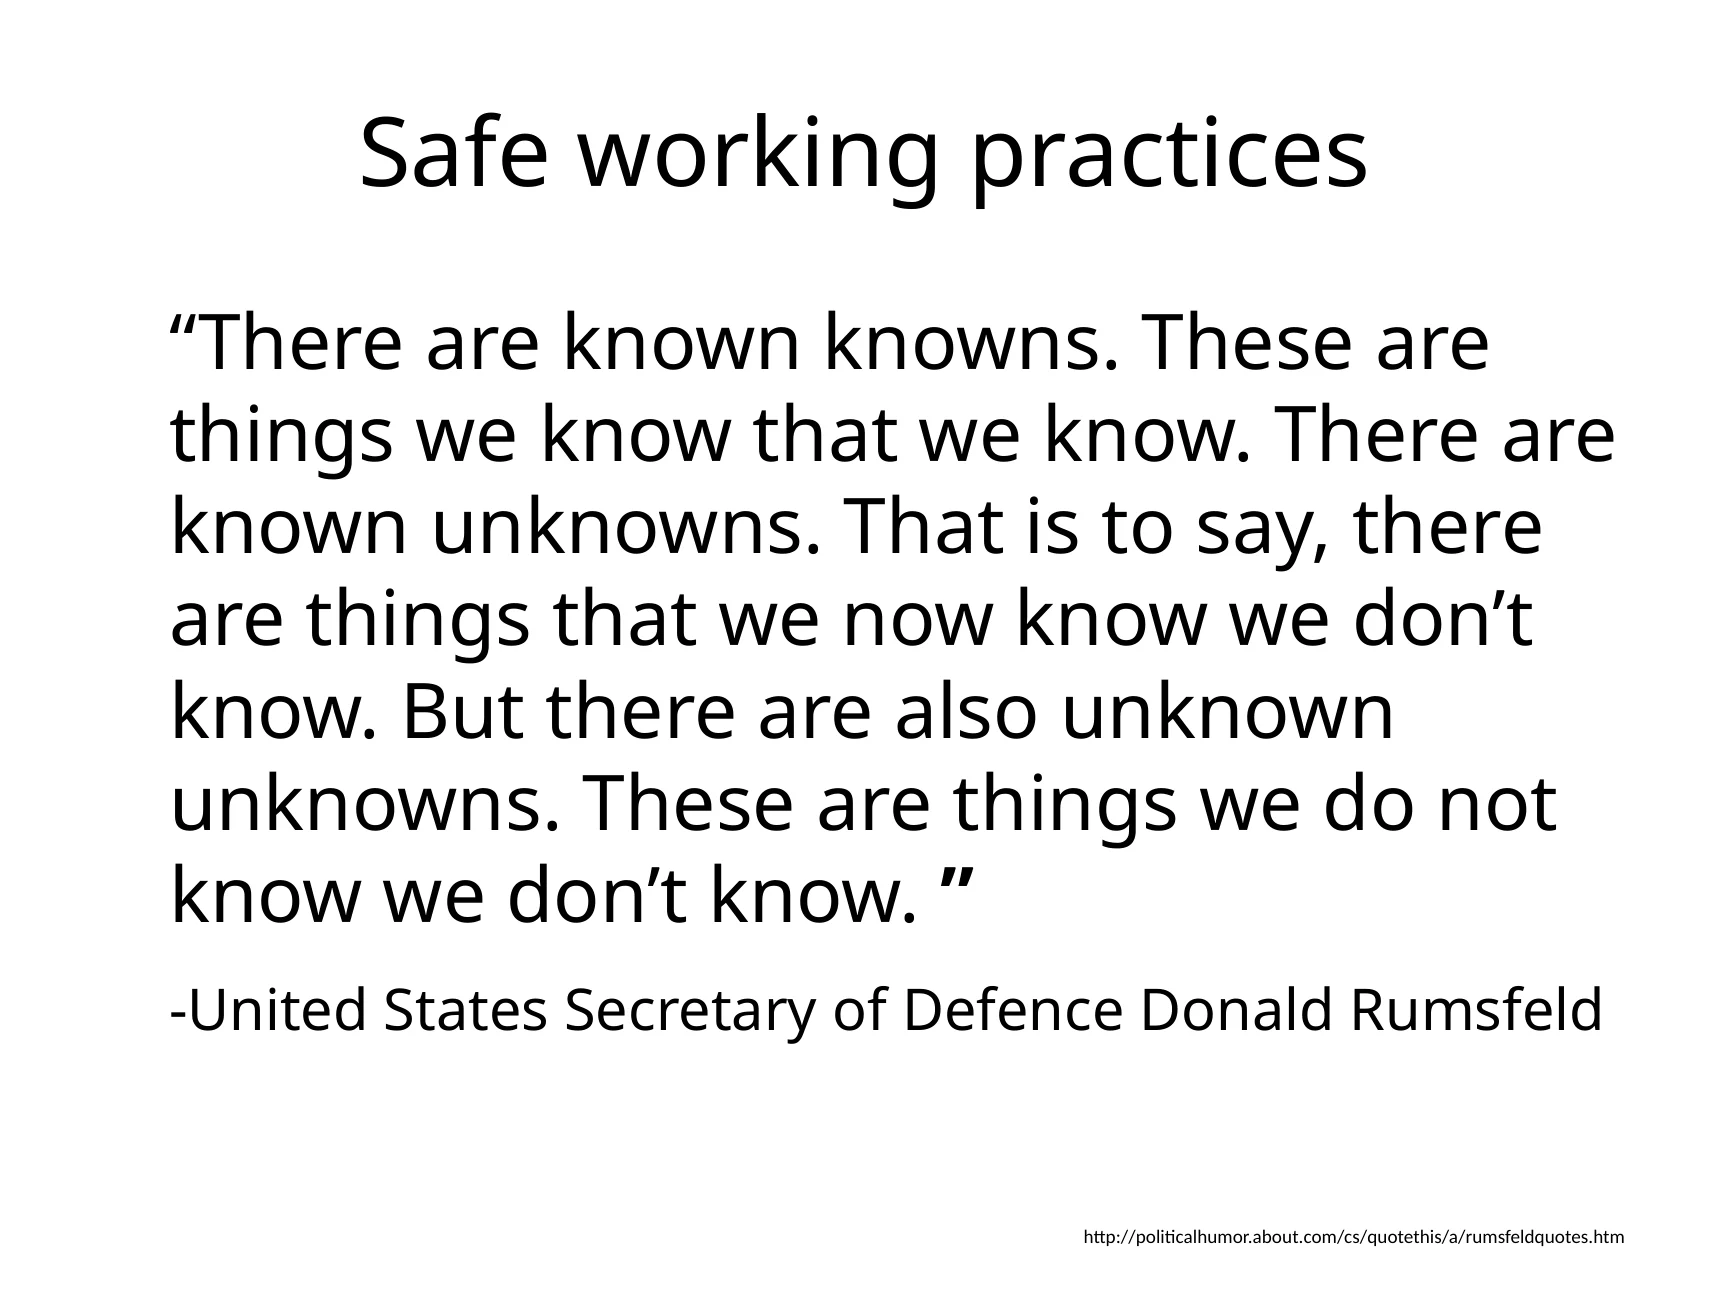 Safe working practices
“There are known knowns. These are
things we know that we know. There are
known unknowns. That is to say, there
are things that we now know we don’t
know. But there are also unknown
unknowns. These are things we do not
know we don’t know. ”
-United States Secretary of Defence Donald Rumsfeld
http://politicalhumor.about.com/cs/quotethis/a/rumsfeldquotes.htm